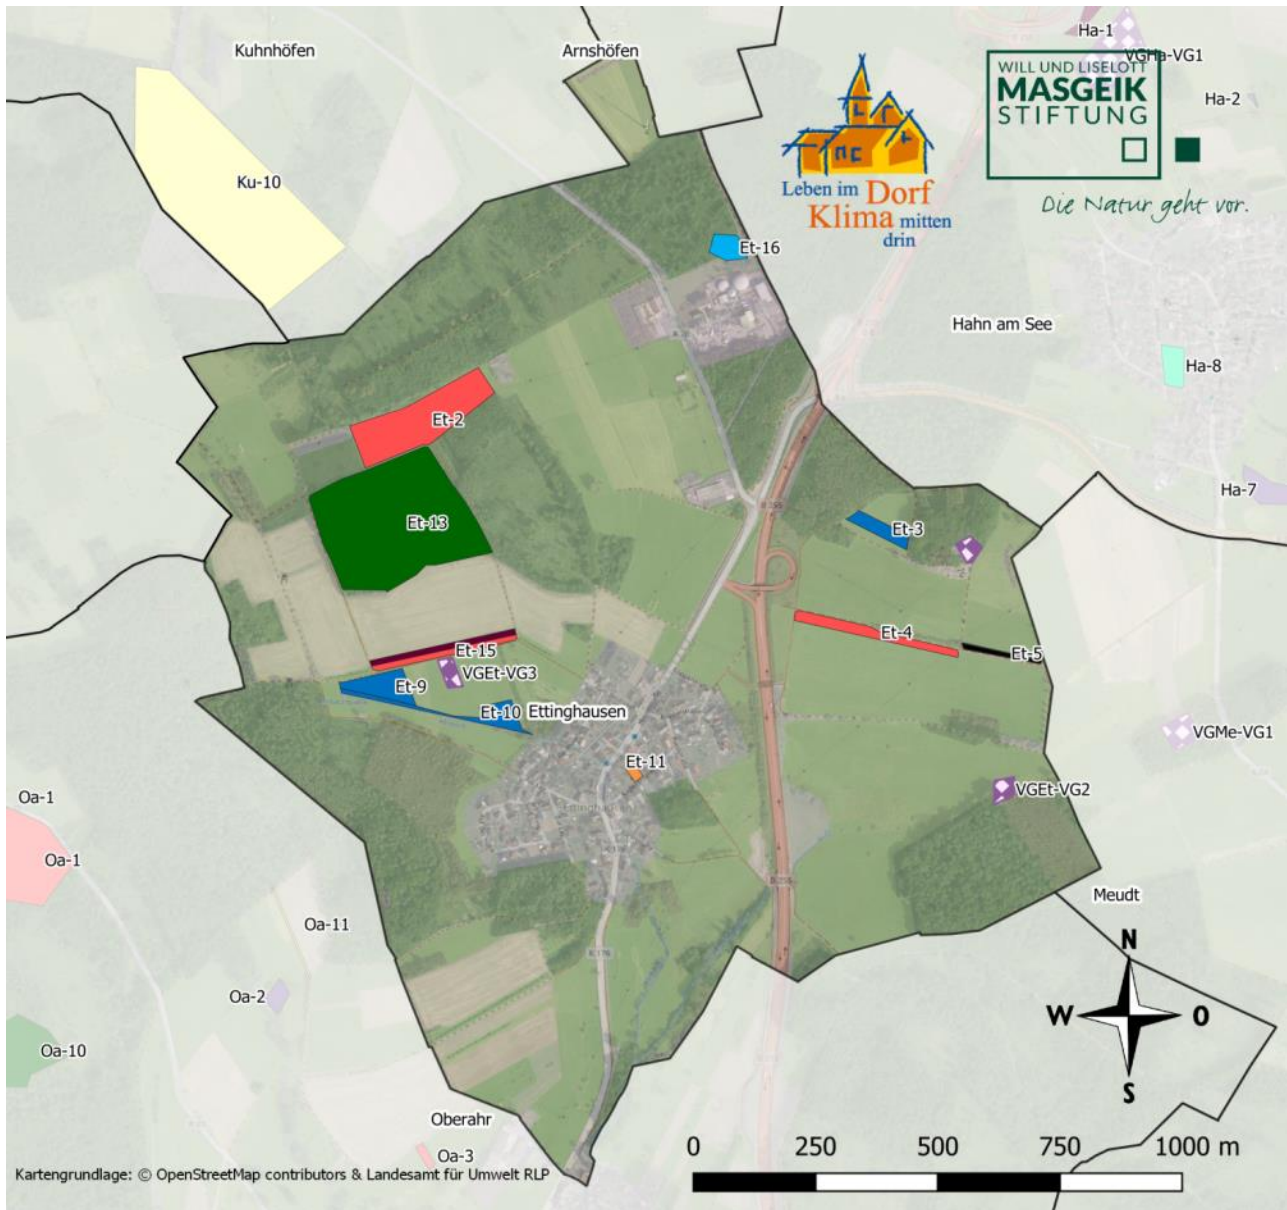 Kuhnhöfen
Arnshöfen
Ha-1
VGHa-VG1
Ha-2
WILL UND LISELOTT
MASGEIK
STIFTUNG
Leben im Dorf
Klima mitten
drin
Die Natur geht vor.
Ku-10
Et-16
Hahn am See
Ha-8
Et-2
Ha-7
Et-13
Et-3
Et-4
Et-5
Et-15
VGEt-VG3
Et-9
Et-10
Ettinghausen
VGMe-VG1
Et-11
VGEt-VG2
Oa-1
Ettinghausen
Oa-1
B 255
Meudt
Oa-11
N
Oa-2
W
O
Oa-10
S
Oberahr
Oa-3
0 250 500 750 1000 m
Kartengrundlage: © OpenStreetMap contributors & Landesamt für Umwelt RLP